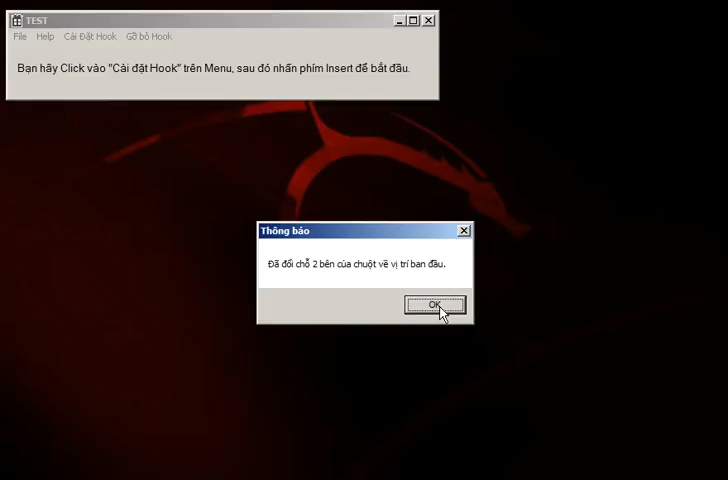 TEST
File Help Cài Đặt Hook Gỡ bỏ Hook
Bạn hãy Click vào "Cài đặt Hook" trên Menu, sau đó nhấn phím Insert để bắt đầu.
Thông báo
Đã đổi chỗ 2 bên của chuột về vị trí ban đầu.
OK